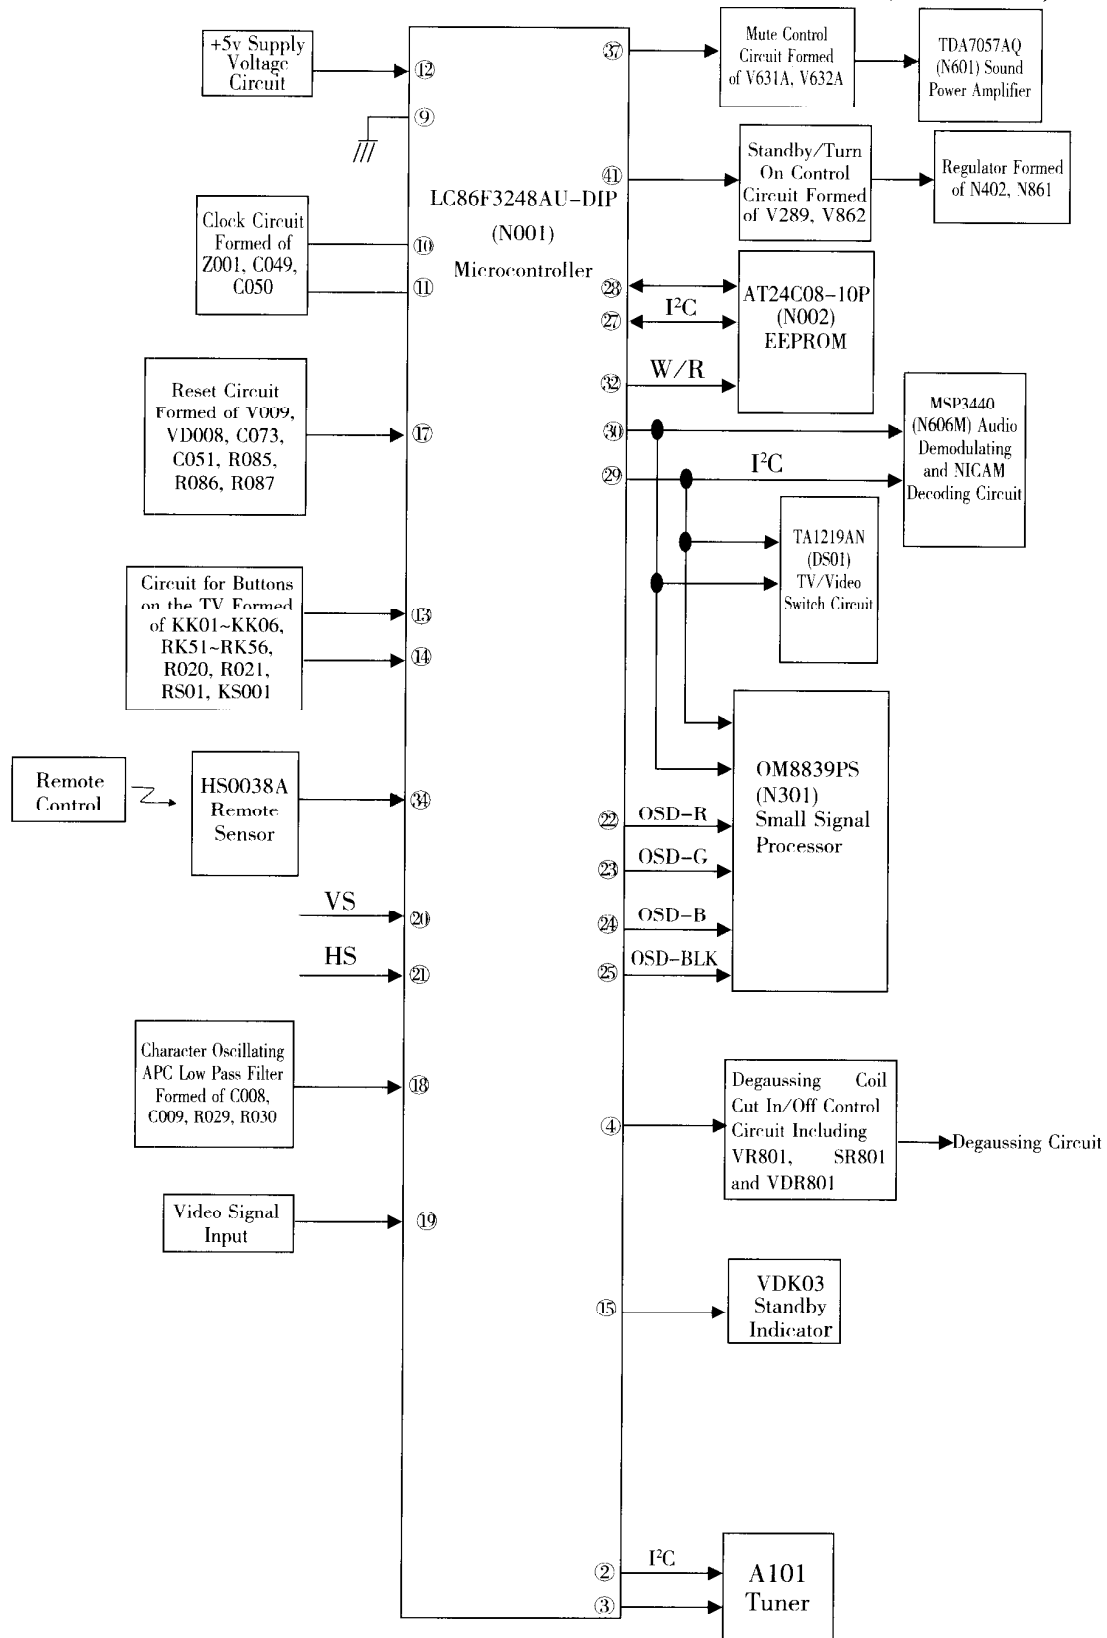 +5v Supply
Voltage
Circuit
⑫
⑨
Clock Circuit
Formed of
Z001, C049,
C050
⑩
⑪
Reset Circuit
Formed of V009,
VD008, C073,
C051, R085,
R086, R087
⑰
Circuit for Buttons
on the TV Formed
of KK01~KK06,
RK51~RK56,
R020, R021,
RS01, KS001
⑬
⑭
Remote
Control
HS0038A
Remote
Sensor
㉞
VS
⑳
HS
㉑
Character Oscillating
APC Low Pass Filter
Formed of C008,
C009, R029, R030
⑱
Video Signal
Input
⑲
LC86F3248AU-DIP
(N001)
Microcontroller
㊲
Mute Control
Circuit Formed
of V631A, V632A
TDA7057AQ
(N601) Sound
Power Amplifier
㊶
Standby/Turn
On Control
Circuit Formed
of V289, V862
Regulator Formed
of N402, N861
㉘
I²C
㉗
W/R
㉜
AT24C08-10P
(N002)
EEPROM
㉚
㉙
I²C
MSP3440
(N606M) Audio
Demodulating
and NICAM
Decoding Circuit
TA1219AN
(DS01)
TV/Video
Switch Circuit
OM8839PS
(N301)
Small Signal
Processor
㉒
OSD-R
㉓
OSD-G
㉔
OSD-B
㉕
OSD-BLK
④
Degaussing Coil
Cut In/Off Control
Circuit Including
VR801, SR801
and VDR801
Degaussing Circuit
⑮
VDK03
Standby
Indicator
②
I²C
③
A101
Tuner